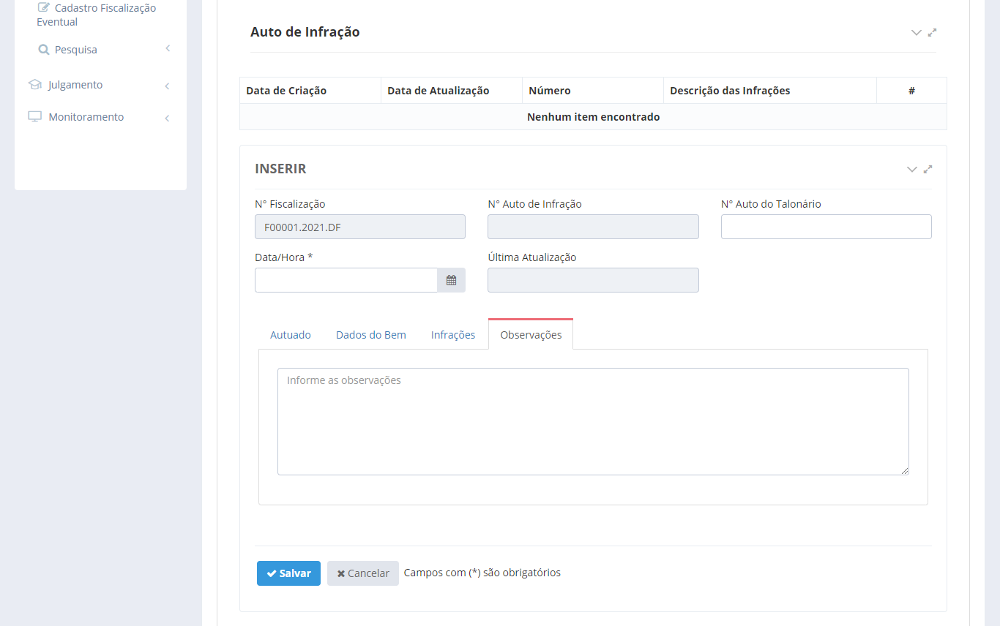 Cadastro Fiscalização
Eventual
Pesquisa
Julgamento
Monitoramento
Auto de Infração
Data de Criação Data de Atualização Número Descrição das Infrações #
Nenhum item encontrado
INSERIR
N° Fiscalização N° Auto de Infração N° Auto do Talonário
F00001.2021.DF
Data/Hora * Última Atualização
Autuado Dados do Bem Infrações Observações
Informe as observações
Salvar Cancelar Campos com (*) são obrigatórios